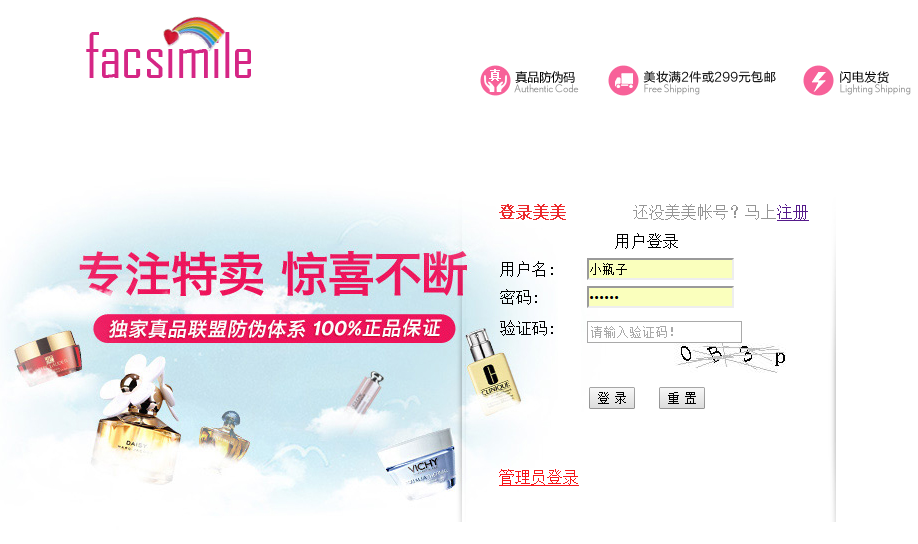 facsimile
真品防伪码
Authentic Code
美妆满2件或299元包邮
Free Shipping
闪电发货
Lighting Shipping
专注特卖 惊喜不断
独家真品联盟防伪体系 100%正品保证
DAISY
CLINIQUE
VICHY
登录美美
还没美美帐号？马上注册
用户登录
用户名：
小瓶子
密码：
••••••
验证码：
请输入验证码！
0 B 3 p
登 录
重 置
管理员登录